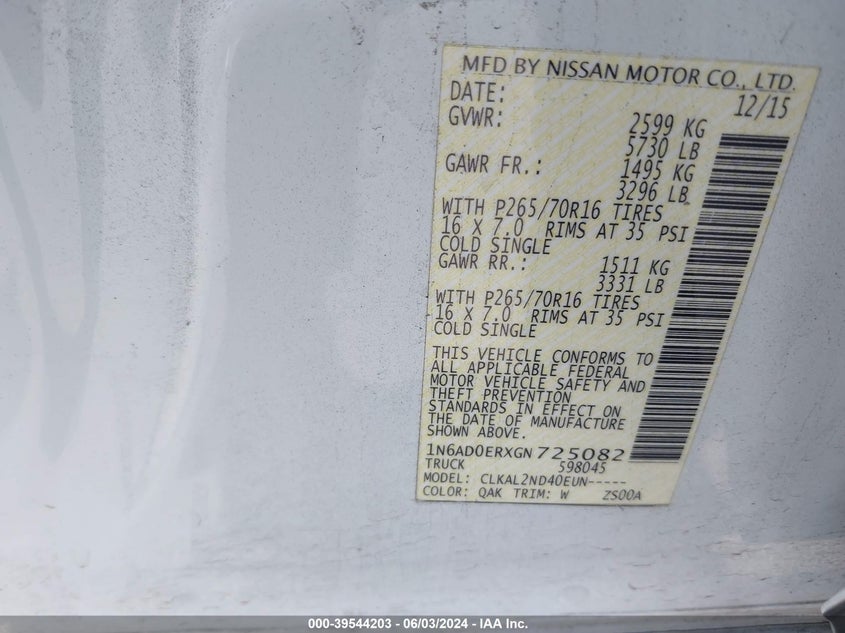 MFD BY NISSAN MOTOR CO., LTD.
DATE: 12/15
GVWR: 2599 KG
5730 LB
GAWR FR.: 1495 KG
3296 LB
WITH P265/70R16 TIRES
16 X 7.0 RIMS AT 35 PSI
COLD SINGLE
GAWR RR.: 1511 KG
3331 LB
WITH P265/70R16 TIRES
16 X 7.0 RIMS AT 35 PSI
COLD SINGLE
THIS VEHICLE CONFORMS TO
ALL APPLICABLE FEDERAL
MOTOR VEHICLE SAFETY AND
THEFT PREVENTION
STANDARDS IN EFFECT ON
THE DATE OF MANUFACTURE
SHOWN ABOVE.
1N6AD0ERXGN725082
TRUCK 598045
MODEL: CLKAL2ND40EUN-----
COLOR: QAK TRIM: W ZS00A
000-39544203 - 06/03/2024 - IAA Inc.